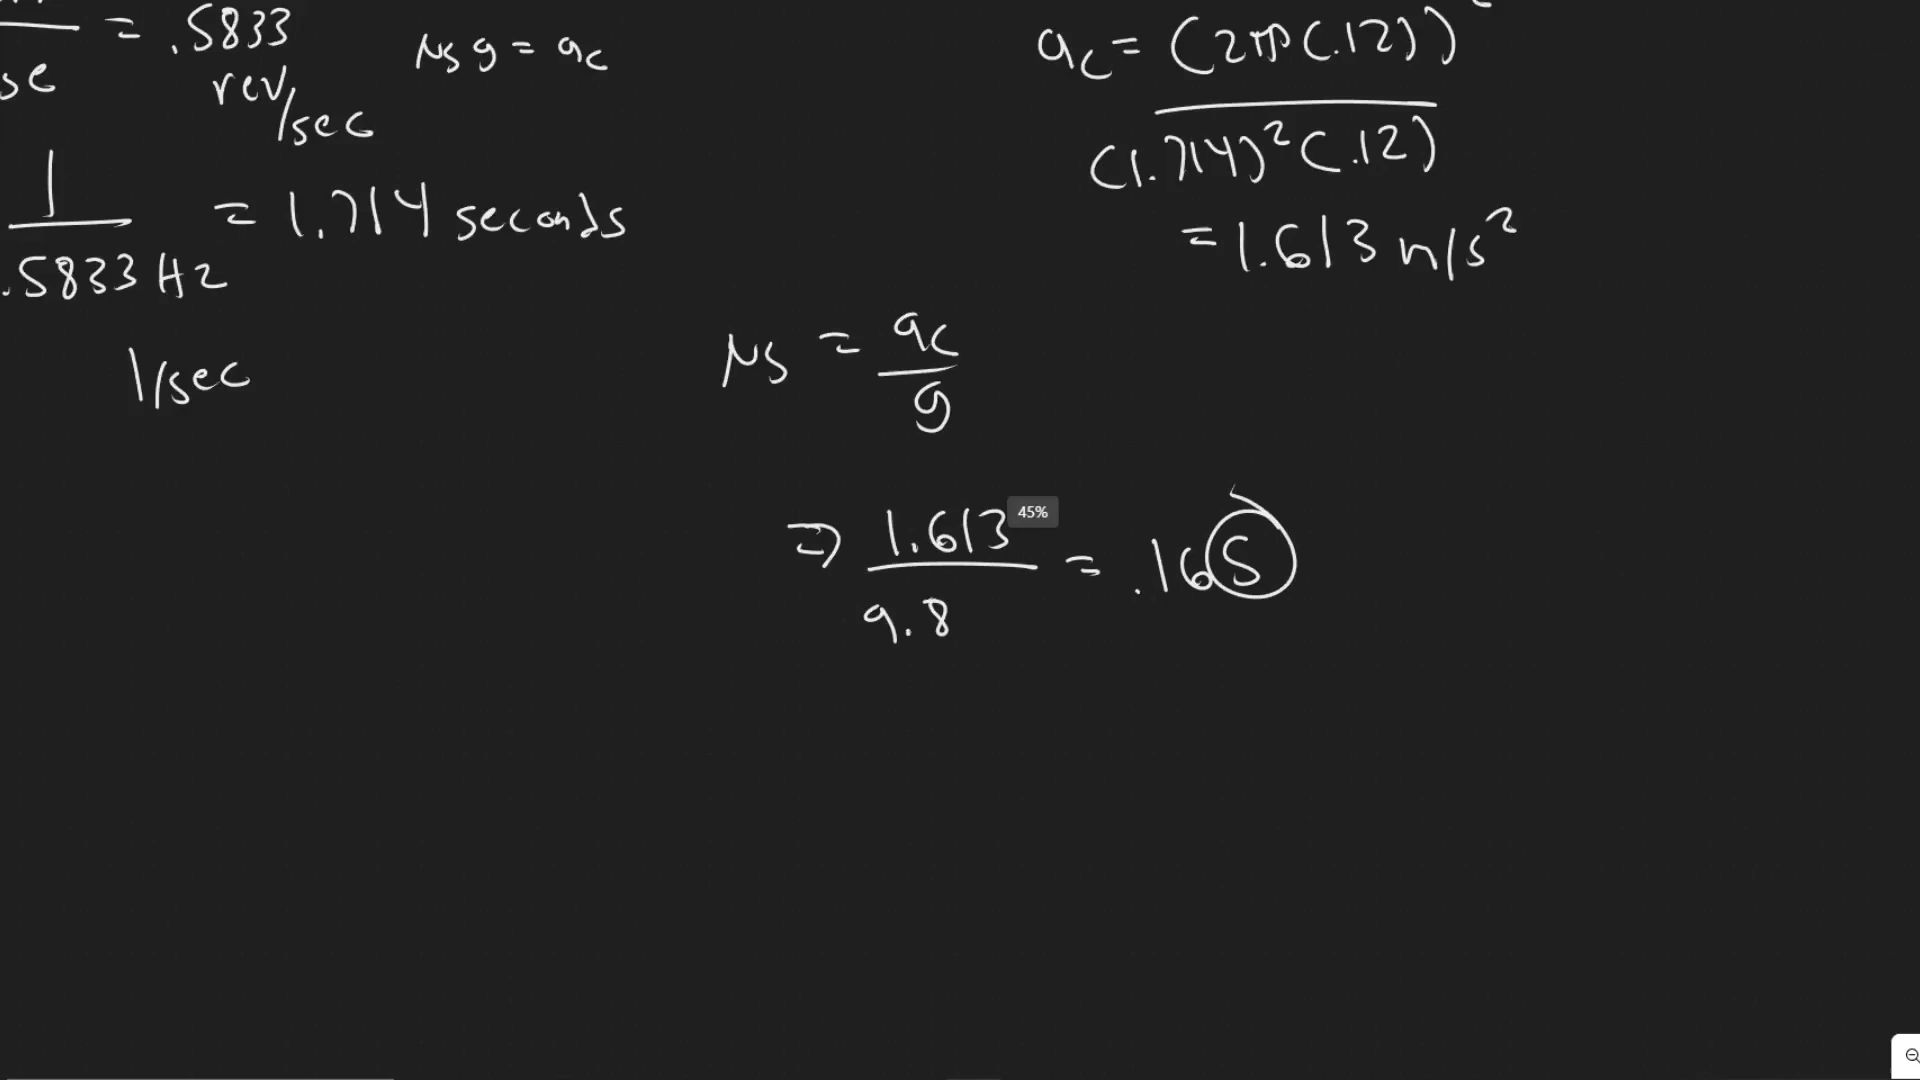 = .5833
rev/sec
se
1
.5833 Hz
= 1.714 seconds
1/sec
μs g = ac
ac = (2π(.12))²
(1.714)²(.12)
= 1.613 m/s²
μs = ac
g
⇒ 1.613
9.8
= .165
45%